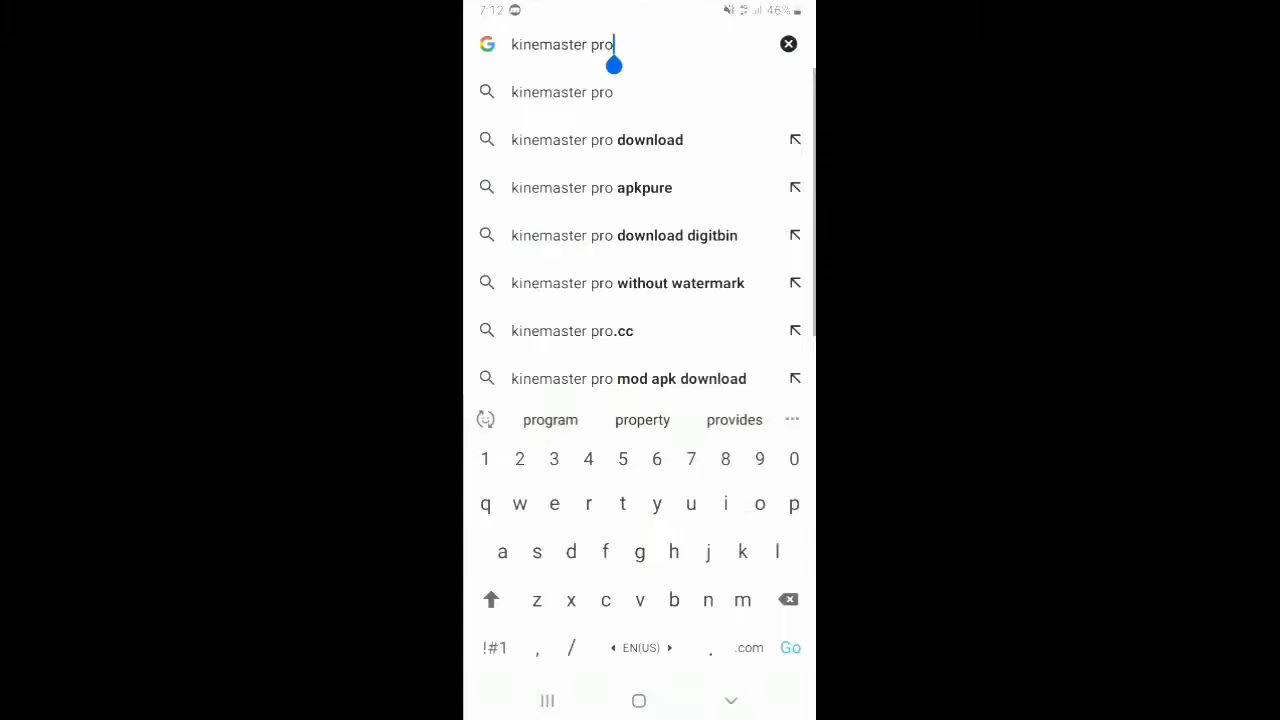 7:12 46%
kinemaster pro
kinemaster pro
kinemaster pro download
kinemaster pro apkpure
kinemaster pro download digitbin
kinemaster pro without watermark
kinemaster pro.cc
kinemaster pro mod apk download
program property provides ...
1 2 3 4 5 6 7 8 9 0
q w e r t y u i o p
a s d f g h j k l
z x c v b n m
!#1 , / EN(US) . .com Go